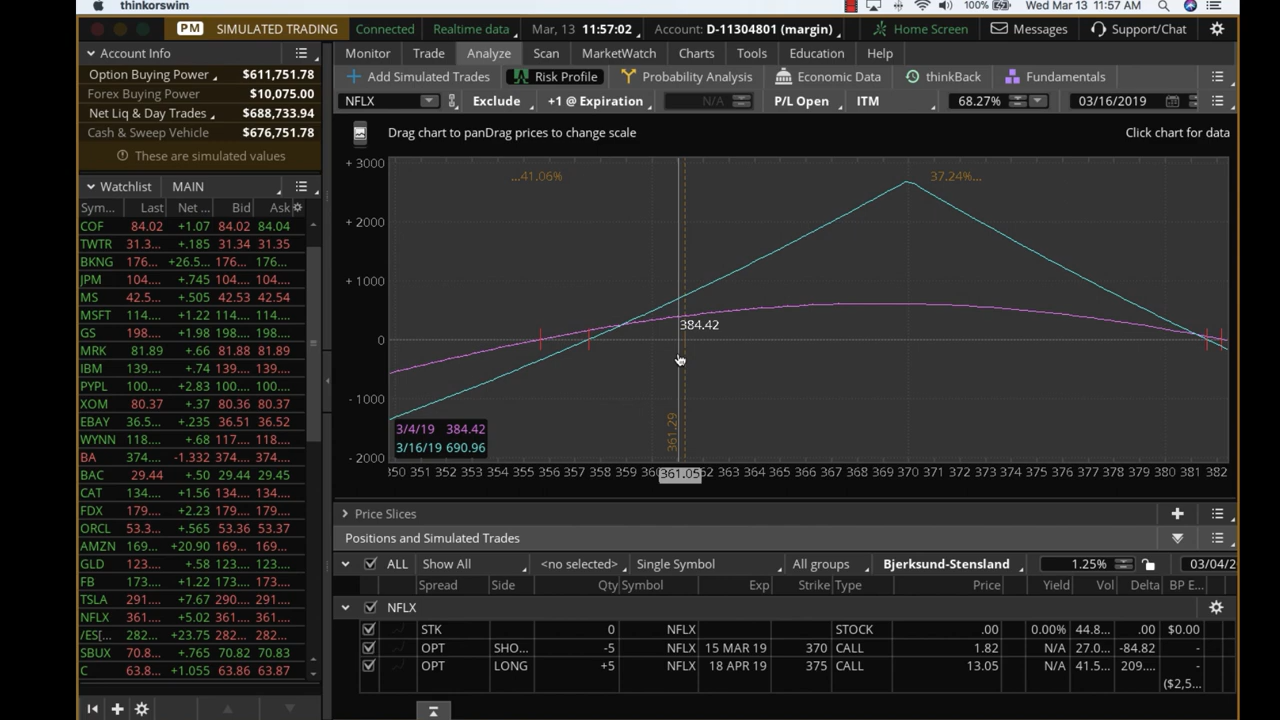 thinkorswim
100%
Wed Mar 13 11:57 AM
PM SIMULATED TRADING Connected Realtime data Mar, 13 11:57:02 Account: D-11304801 (margin) Home Screen Messages Support/Chat
Account Info
Option Buying Power $611,751.78
Forex Buying Power $10,075.00
Net Liq & Day Trades $688,733.94
Cash & Sweep Vehicle $676,751.78
These are simulated values
Watchlist MAIN
Sym... Last Net ... Bid Ask
COF 84.02 +1.07 84.02 84.04
TWTR 31.3... +.185 31.34 31.35
BKNG 176... +26.5... 176... 176...
JPM 104.... +.745 104.... 104....
MS 42.5... +.505 42.53 42.54
MSFT 114.... +1.22 114.... 114....
GS 198.... +1.6 198.... 198....
MRK 81.89 +.66 81.88 81.89
IBM 139.... +.74 139.... 139....
PYPL 100.... +2.83 100.... 100....
XOM 80.37 +.37 80.36 80.37
EBAY 36.5... +.235 36.51 36.52
WYNN 118.... +.68 117.... 118....
BA 374.... -1.332 374.... 374....
BAC 29.44 +.50 29.44 29.45
CAT 134.... +1.56 134.... 134....
FDX 179.... +2.23 179.... 179....
ORCL 53.3... +.565 53.36 53.37
AMZN 169... +20.90 169... 169...
GLD 123.... +.58 123.... 123....
FB 173.... +1.22 173.... 173....
TSLA 291.... +7.67 290.... 291....
NFLX 361.... +5.02 361.... 361....
/ES[... 282... +23.75 282... 282...
SBUX 70.8... +.765 70.82 70.83
C 63.8... +1.055 63.86 63.87
Monitor Trade Analyze Scan MarketWatch Charts Tools Education Help
Add Simulated Trades Risk Profile Probability Analysis Economic Data thinkBack Fundamentals
NFLX Exclude +1 @ Expiration N/A P/L Open ITM 68.27% 03/16/2019
Drag chart to panDrag prices to change scale Click chart for data
...41.06%
37.24%...
+ 3000
+ 2000
+ 1000
0
- 1000
- 2000
384.42
361.29
3/4/19 384.42
3/16/19 690.96
351 352 353 354 355 356 357 358 359 361.05 363 364 365 366 367 368 369 370 371 372 373 374 375 376 377 378 379 380 381 382
Price Slices
Positions and Simulated Trades
ALL Show All <no selected> Single Symbol All groups Bjerksund-Stensland 1.25% 03/04/2
Spread Side Qty Symbol Exp Strike Type Price Yield Vol Delta BP E...
NFLX
STK 0 NFLX STOCK .00 0.00% 44.8... .00 $0.00
OPT SHO... -5 NFLX 15 MAR 19 370 CALL 1.82 N/A 27.0... -84.82 -
OPT LONG +5 NFLX 18 APR 19 375 CALL 13.05 N/A 41.5... 209.... -
($2,5...